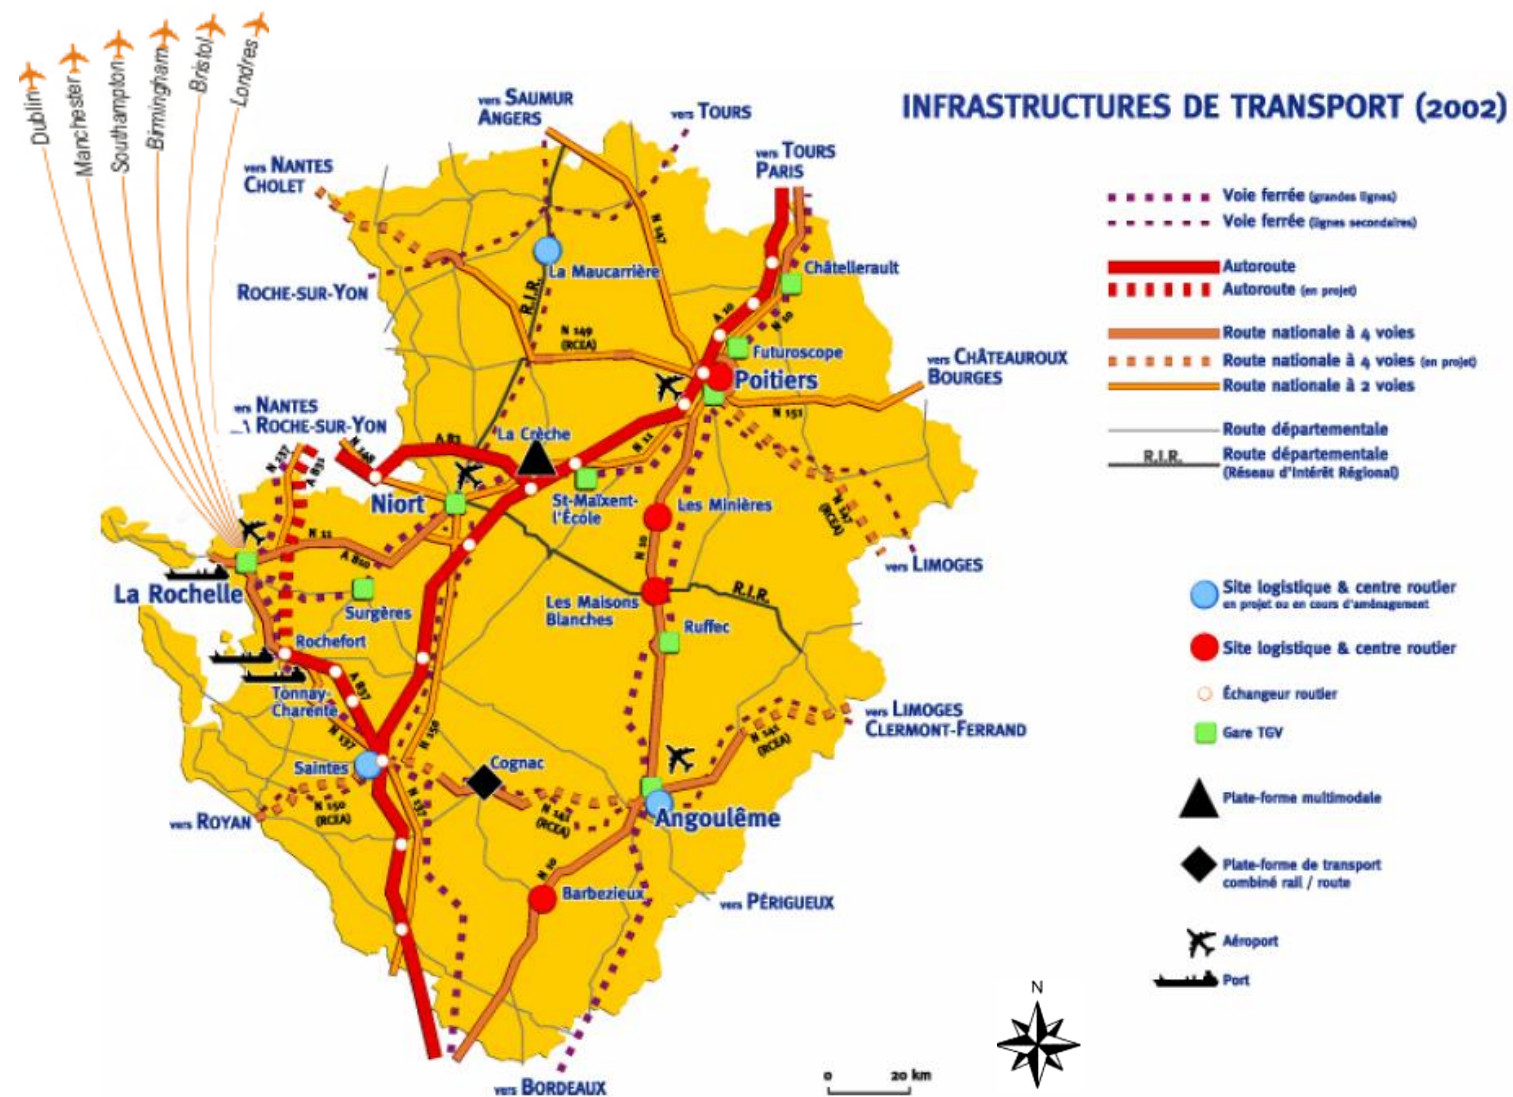 Dublin
Manchester
Southampton
Birmingham
Bristol
Londres
INFRASTRUCTURES DE TRANSPORT (2002)
vers SAUMUR
ANGERS
vers TOURS
vers TOURS
PARIS
vers NANTES
CHOLET
ROCHE-SUR-YON
La Maucarrière
R.I.R.
N 147
N 149
(RCEA)
A 10
N 10
Châtellerault
Futuroscope
Poitiers
vers CHÂTEAUROUX
BOURGES
N 151
vers NANTES
ROCHE-SUR-YON
N 148
A 83
La Crèche
N 11
N 137
A 831
Niort
St-Maïxent-
l'École
Les Minières
N 147
(RCEA)
vers LIMOGES
N 11
A 810
N 10
La Rochelle
Surgères
Les Maisons
Blanches
R.I.R.
Ruffec
Rochefort
Tonnay-
Charente
A 837
N 137
N 150
vers LIMOGES
CLERMONT-FERRAND
N 141
(RCEA)
Saintes
Cognac
N 150
(RCEA)
N 137
N 141
(RCEA)
vers ROYAN
Angoulême
N 10
Barbezieux
vers PÉRIGUEUX
vers BORDEAUX
Voie ferrée (grandes lignes)
Voie ferrée (lignes secondaires)
Autoroute
Autoroute (en projet)
Route nationale à 4 voies
Route nationale à 4 voies (en projet)
Route nationale à 2 voies
Route départementale
R.I.R.
Route départementale
(Réseau d'Intérêt Régional)
Site logistique & centre routier
en projet ou en cours d'aménagement
Site logistique & centre routier
Échangeur routier
Gare TGV
Plate-forme multimodale
Plate-forme de transport
combiné rail / route
Aéroport
Port
N
0 20 km